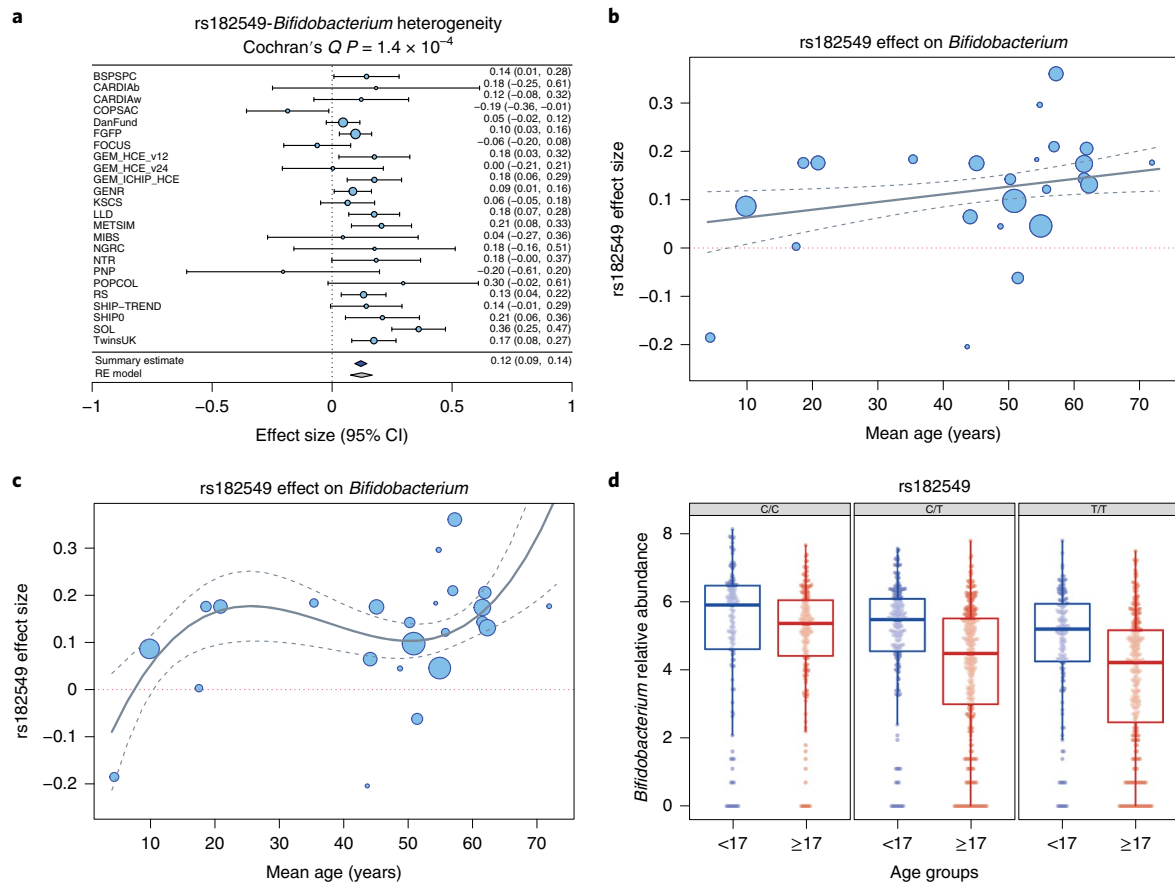 a
rs182549-Bifidobacterium heterogeneity
Cochran's Q P = 1.4 × 10⁻⁴
BSPSPC 0.14 (0.01, 0.28)
CARDIAb 0.18 (−0.25, 0.61)
CARDIAw 0.12 (−0.08, 0.32)
COPSAC −0.19 (−0.36, −0.01)
DanFund 0.05 (−0.02, 0.12)
FGFP 0.10 (0.03, 0.16)
FOCUS −0.06 (−0.20, 0.08)
GEM_HCE_v12 0.18 (0.03, 0.32)
GEM_HCE_v24 0.00 (−0.21, 0.21)
GEM_ICHIP_HCE 0.18 (0.06, 0.29)
GENR 0.09 (0.01, 0.16)
KSCS 0.06 (−0.05, 0.18)
LLD 0.18 (0.07, 0.28)
METSIM 0.21 (0.08, 0.33)
MIBS 0.04 (−0.27, 0.36)
NGRC 0.18 (−0.16, 0.51)
NTR 0.18 (−0.00, 0.37)
PNP −0.20 (−0.61, 0.20)
POPCOL 0.30 (−0.02, 0.61)
RS 0.13 (0.04, 0.22)
SHIP−TREND 0.14 (−0.01, 0.29)
SHIP0 0.21 (0.06, 0.36)
SOL 0.36 (0.25, 0.47)
TwinsUK 0.17 (0.08, 0.27)
Summary estimate 0.12 (0.09, 0.14)
RE model
−1 −0.5 0 0.5 1
Effect size (95% CI)
b
rs182549 effect on Bifidobacterium
rs182549 effect size
0.3
0.2
0.1
0
−0.1
−0.2
10 20 30 40 50 60 70
Mean age (years)
c
rs182549 effect on Bifidobacterium
rs182549 effect size
0.3
0.2
0.1
0
−0.1
−0.2
10 20 30 40 50 60 70
Mean age (years)
d
rs182549
C/C C/T T/T
Bifidobacterium relative abundance
8
6
4
2
0
<17 ≥17 <17 ≥17 <17 ≥17
Age groups